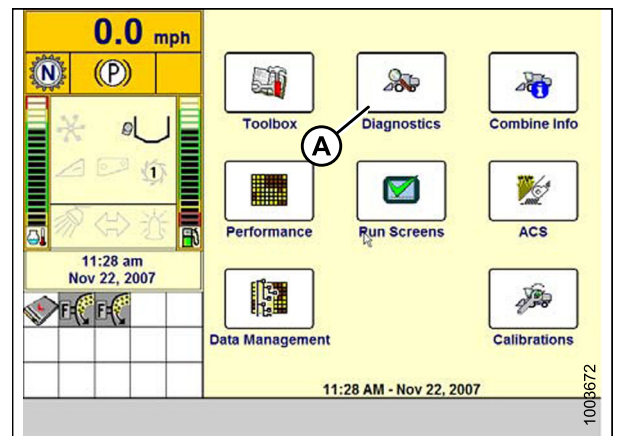 0.0 mph
N (P)
1
11:28 am
Nov 22, 2007
F F
Toolbox
Diagnostics
Combine Info
A
Performance
Run Screens
ACS
Data Management
Calibrations
11:28 AM - Nov 22, 2007
1003672